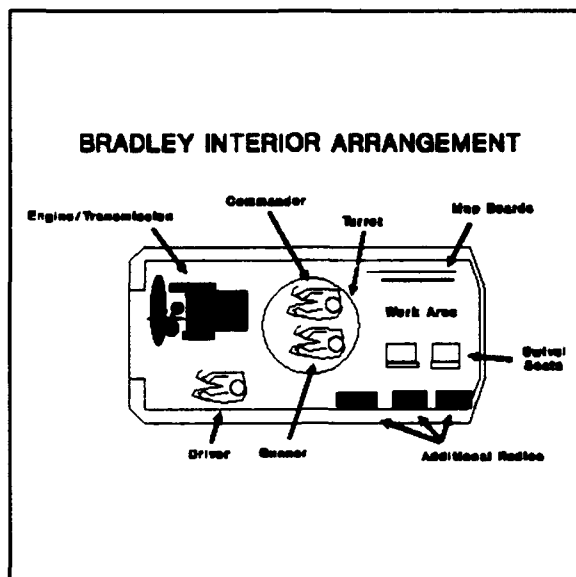 BRADLEY INTERIOR ARRANGEMENT
Commander
Engine/Transmission
Turret
Map Boards
Work Area
Swivel
Seats
Driver
Gunner
Additional Radios